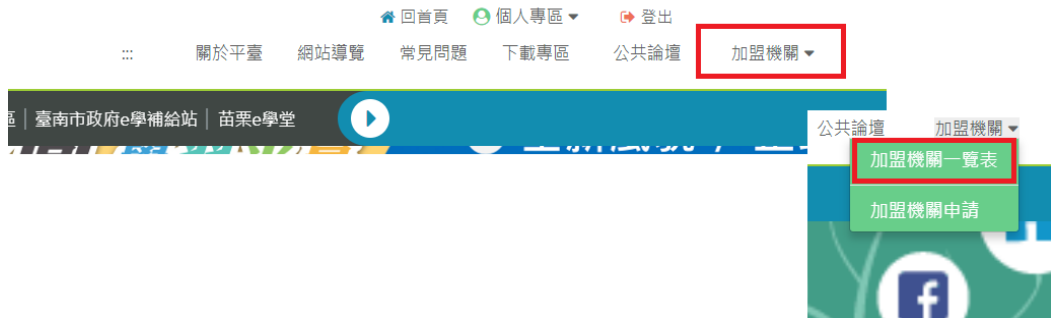 回首頁 個人專區 登出
::: 關於平臺 網站導覽 常見問題 下載專區 公共論壇 加盟機關
區 | 臺南市政府e學補給站 | 苗栗e學堂
公共論壇 加盟機關
加盟機關一覽表
加盟機關申請